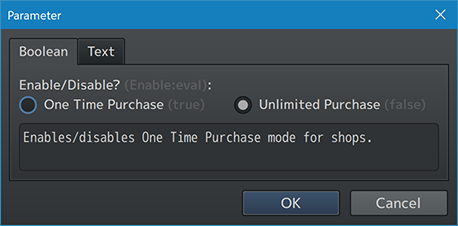 Parameter
Boolean Text
Enable/Disable? (Enable:eval):
One Time Purchase (true) Unlimited Purchase (false)
Enables/disables One Time Purchase mode for shops.
OK Cancel